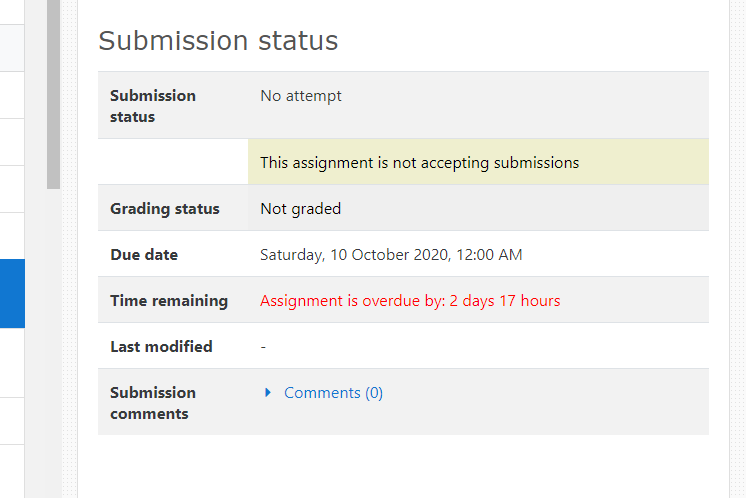 Submission status
Submission No attempt
status
This assignment is not accepting submissions
Grading status Not graded
Due date Saturday, 10 October 2020, 12:00 AM
Time remaining Assignment is overdue by: 2 days 17 hours
Last modified -
Submission Comments (0)
comments